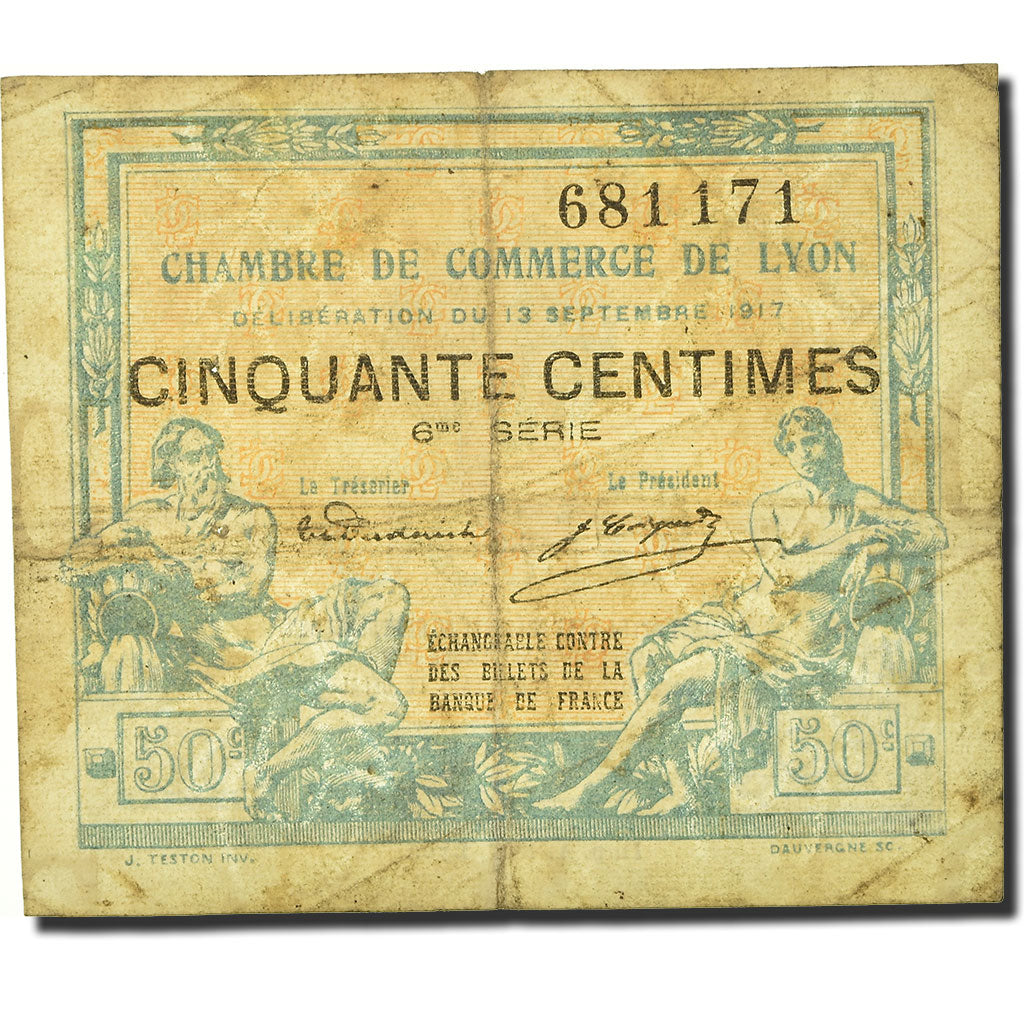 681171
CHAMBRE DE COMMERCE DE LYON
DÉLIBÉRATION DU 13 SEPTEMBRE 1917
CINQUANTE CENTIMES
6me SÉRIE
Le Trésorier Le Président
ÉCHANGEABLE CONTRE
DES BILLETS DE LA
BANQUE DE FRANCE
50c 50c
J. TESTON INV. DAUVERGNE SC.